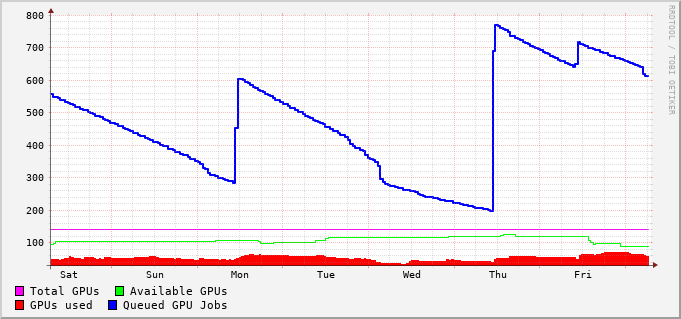 800
700
600
500
400
300
200
100
Sat Sun Mon Tue Wed Thu Fri
Total GPUs Available GPUs
GPUs used Queued GPU Jobs
RRDTOOL / TOBI OETIKER